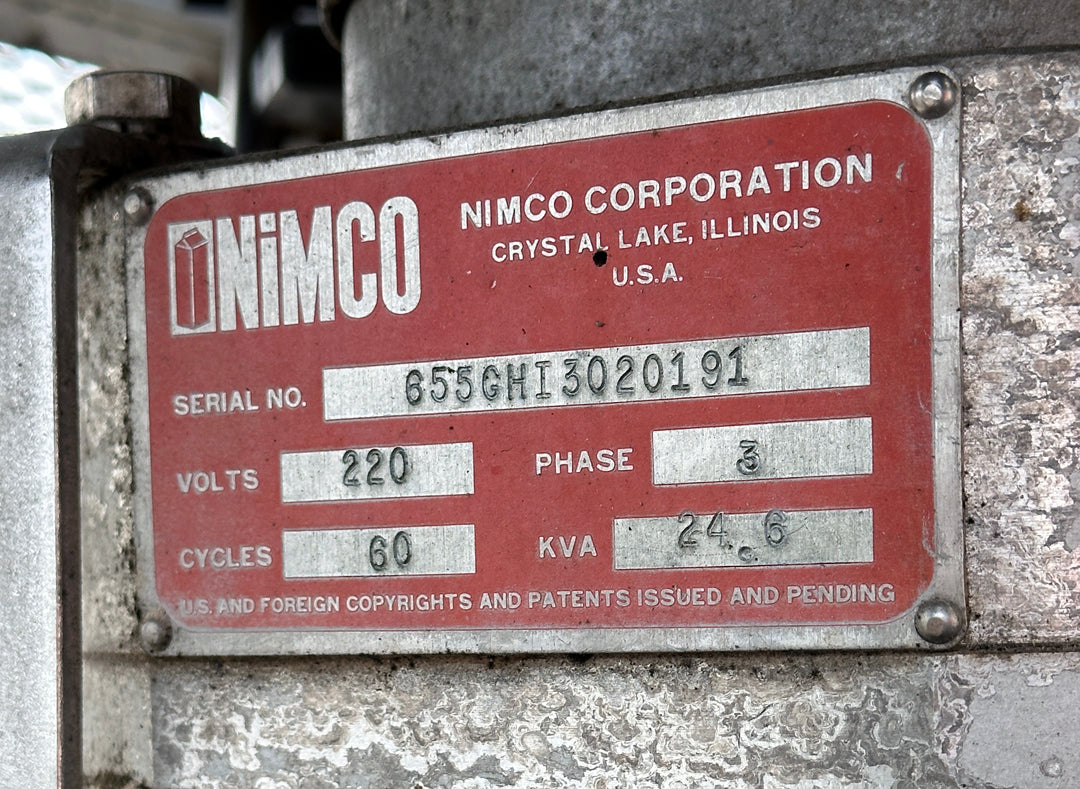 NiMCO
NIMCO CORPORATION
CRYSTAL LAKE, ILLINOIS
U.S.A.
SERIAL NO. 655GHI3020191
VOLTS 220 PHASE 3
CYCLES 60 KVA 24.6
U.S. AND FOREIGN COPYRIGHTS AND PATENTS ISSUED AND PENDING